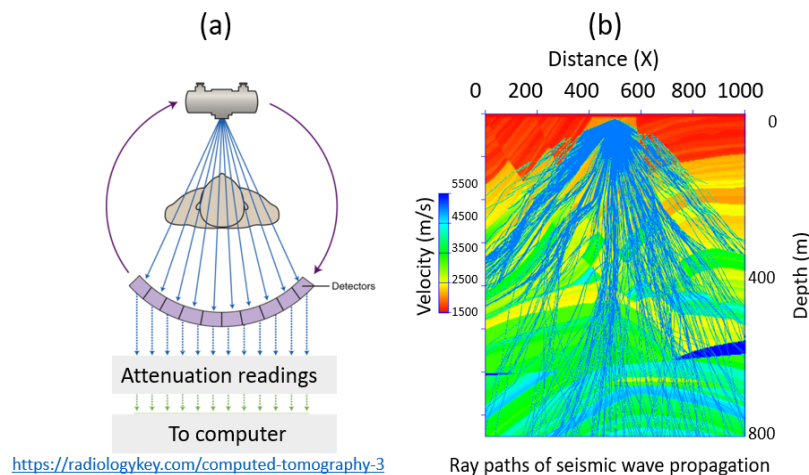 (a)
Detectors
Attenuation readings
To computer
https://radiologykey.com/computed-tomography-3
(b)
Distance (X)
0 200 400 600 800 1000
Velocity (m/s)
5500
4500
3500
2500
1500
0
400
800
Depth (m)
Ray paths of seismic wave propagation